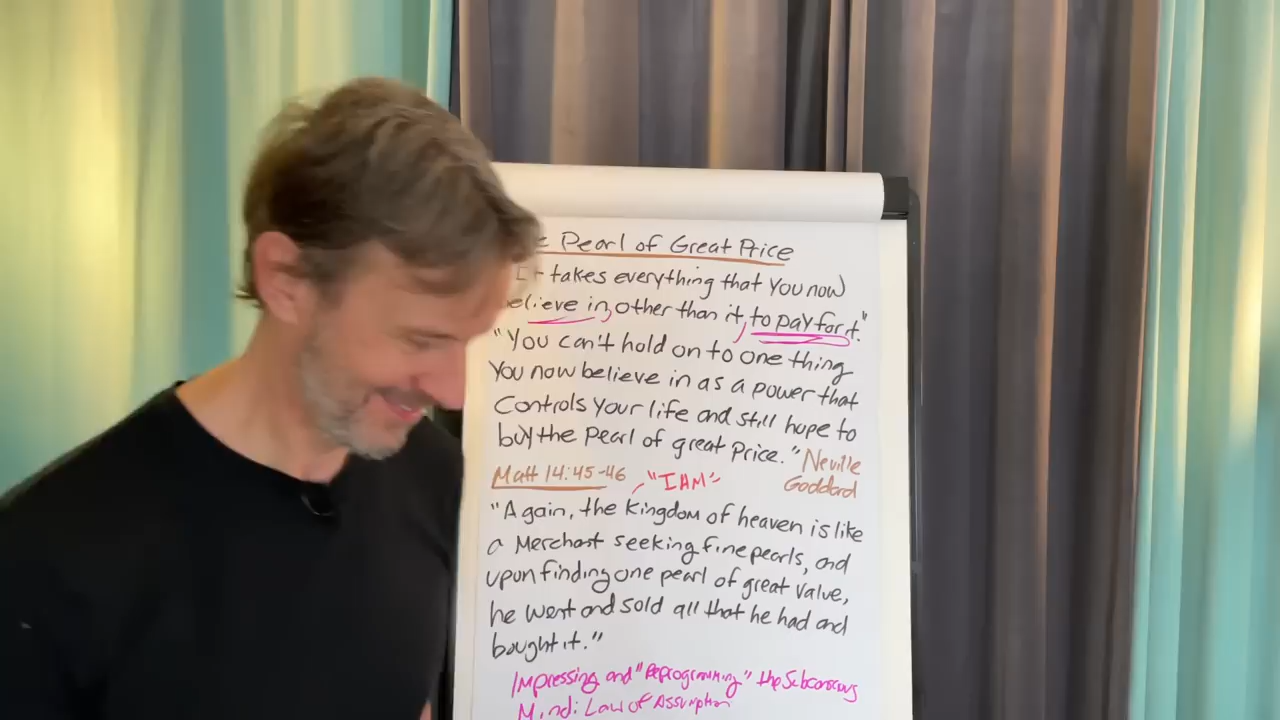 Pearl of Great Price
It takes everything that You now
believe in, other than it, to pay for it."
"You can't hold on to one thing
You now believe in as a power that
Controls Your life and still hope to
buy the Pearl of great Price." Neville
Goddard
Matt 14:45-46 "I AM"
"Again, the kingdom of heaven is like
a Merchant seeking fine pearls, and
upon finding one pearl of great value,
he went and sold all that he had and
bought it."
Impressing and "Reprogramming" the Subconscious
Mind: Law of Assumption